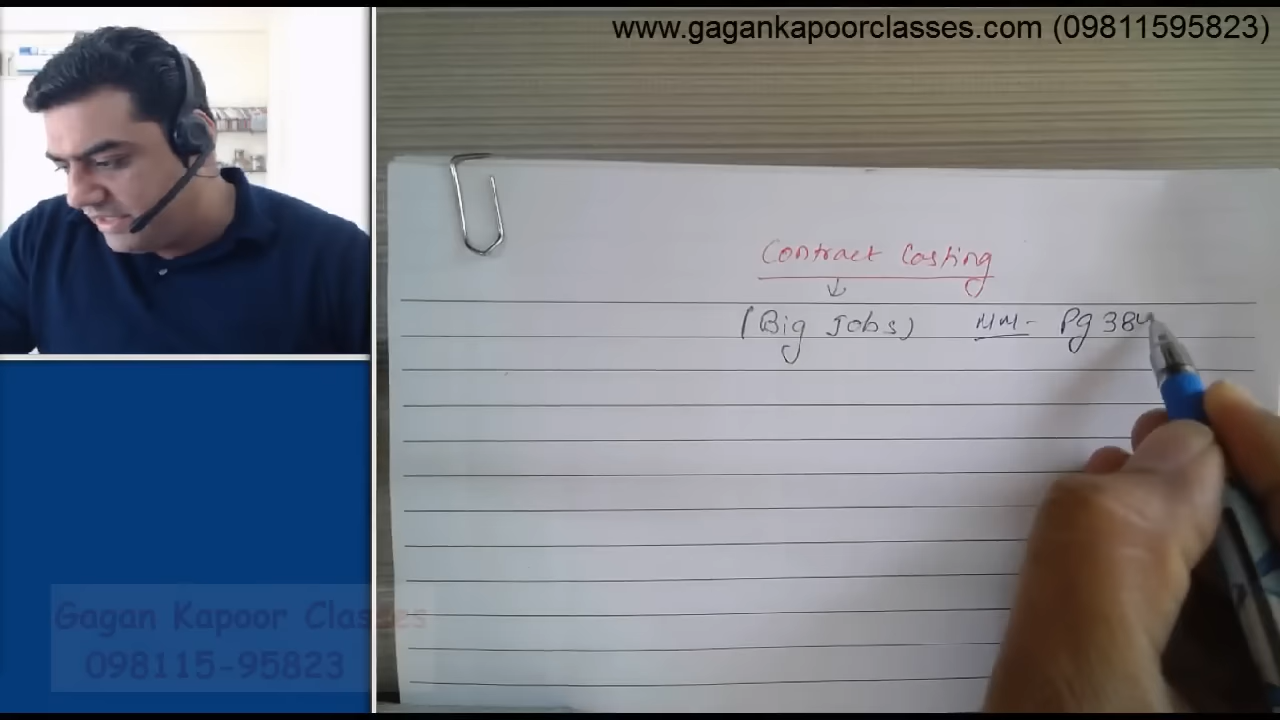 www.gagankapoorclasses.com (09811595823)
Contract Costing
(Big Jobs) MM- Pg 384
Gagan Kapoor Classes
098115-95823